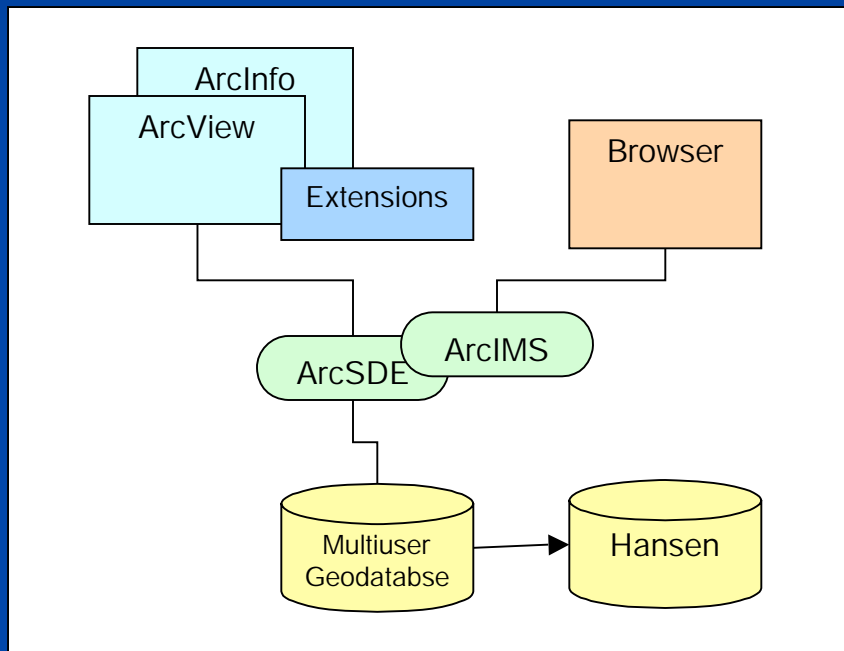 ArcInfo
ArcView
Extensions
Browser
ArcIMS
ArcSDE
Multiuser
Geodatabse
Hansen